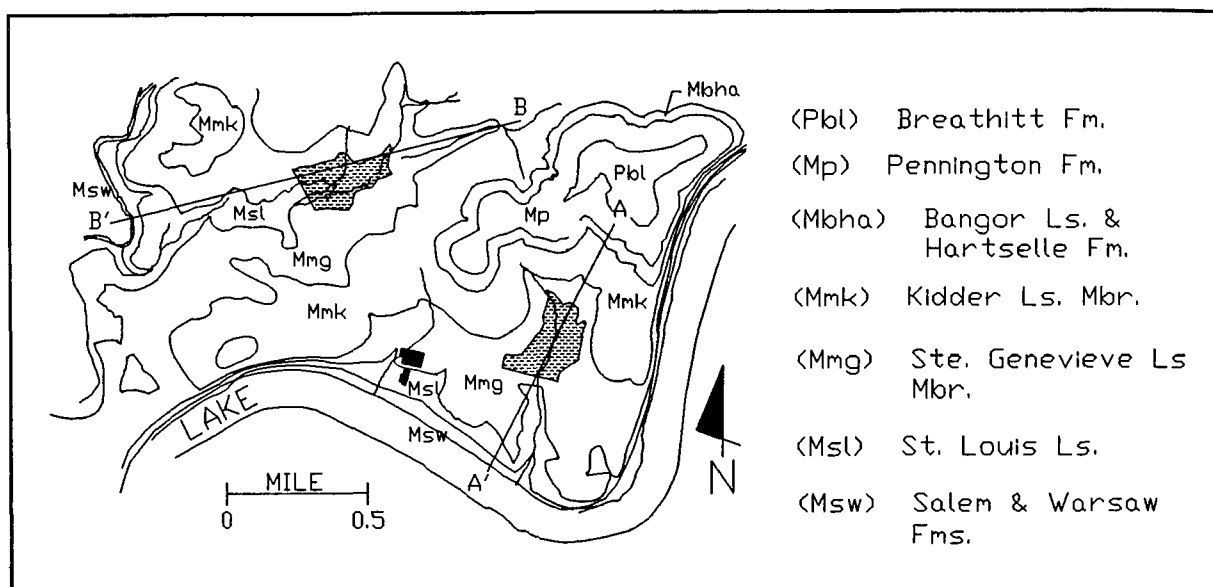 Mbha
B
Mmk
Pbl
Msw
A
Msl
B'
Mp
Mmg
Mmk
Mmk
Mmg
Msl
LAKE
Msw
A'
N
MILE
0 0.5
(Pbl) Breathitt Fm.
(Mp) Pennington Fm.
(Mbha) Bangor Ls. &
Hartselle Fm.
(Mmk) Kidder Ls. Mbr.
(Mmg) Ste. Genevieve Ls
Mbr.
(Msl) St. Louis Ls.
(Msw) Salem & Warsaw
Fms.